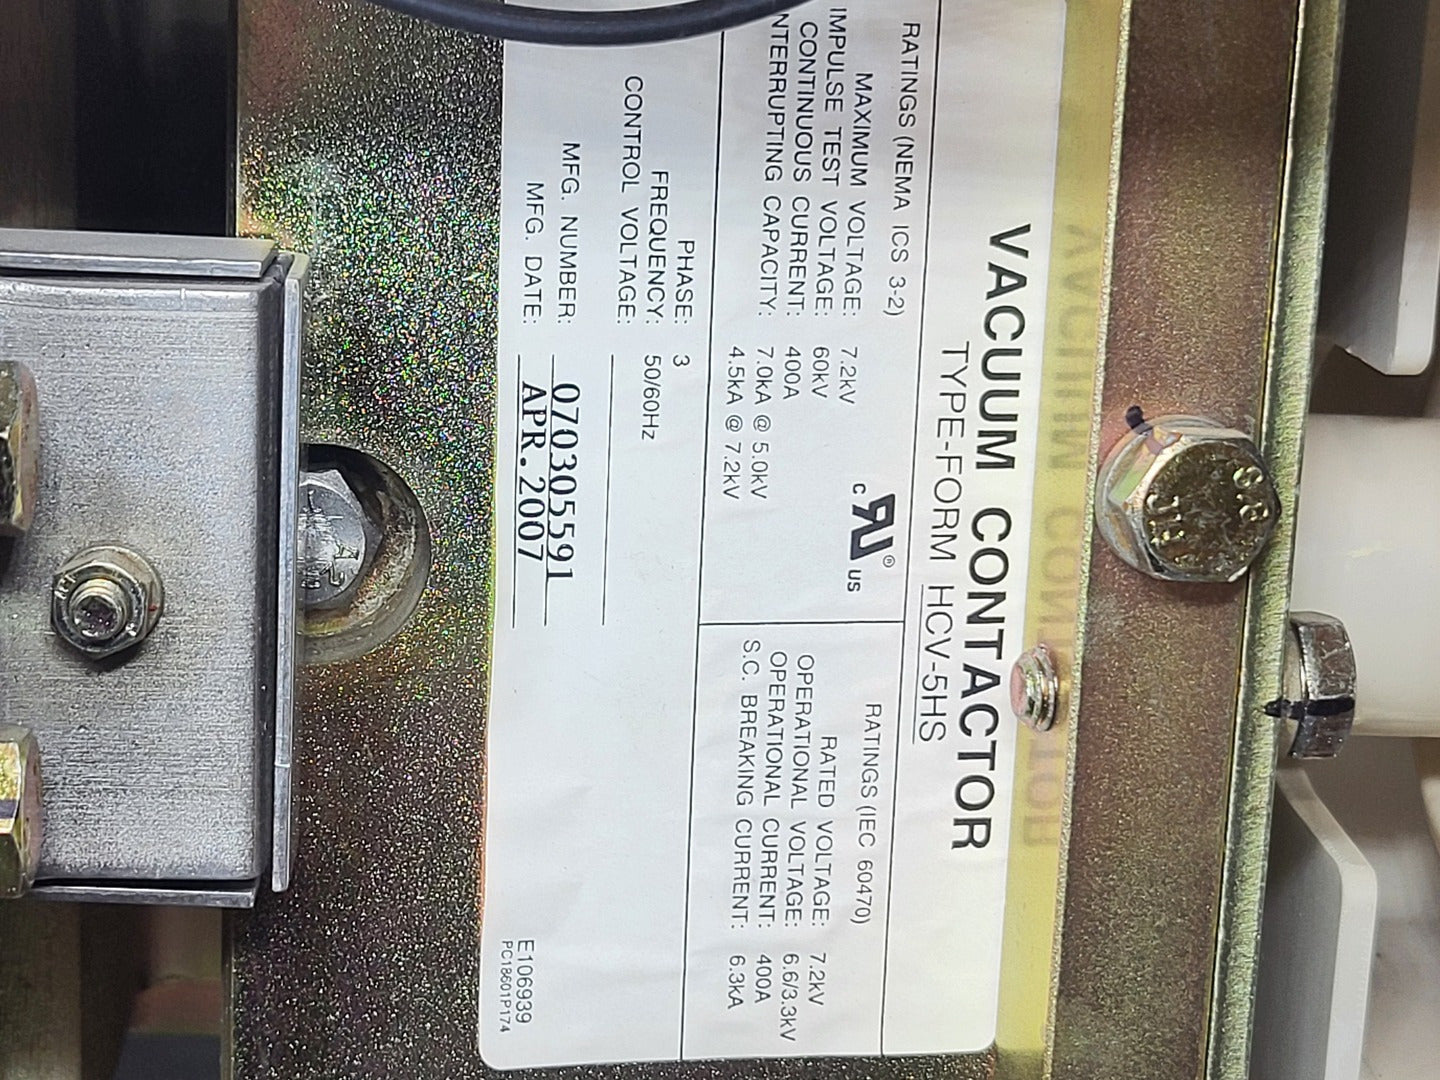 VACUUM CONTACTOR
TYPE-FORM HCV-5HS
RATINGS (NEMA ICS 3-2)
MAXIMUM VOLTAGE: 7.2kV
IMPULSE TEST VOLTAGE: 60kV
CONTINUOUS CURRENT: 400A
INTERRUPTING CAPACITY: 7.0kA @ 5.0kV
4.5kA @ 7.2kV
c RU® US
RATINGS (IEC 60470)
RATED VOLTAGE: 7.2kV
OPERATIONAL VOLTAGE: 6.6/3.3kV
OPERATIONAL CURRENT: 400A
S.C. BREAKING CURRENT: 6.3kA
PHASE: 3
FREQUENCY: 50/60Hz
CONTROL VOLTAGE:
MFG. NUMBER: 070305591
MFG. DATE: APR.2007
E106939
PC18601P174
8.8